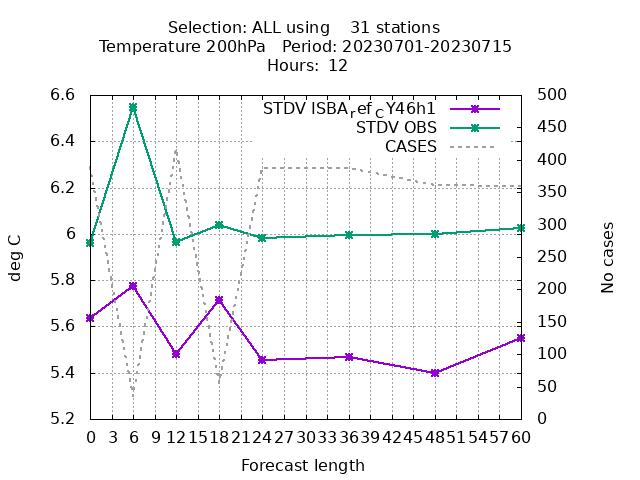 Selection: ALL using    31 stations
Temperature 200hPa   Period: 20230701-20230715
Hours: 12
STDV ISBA_ref_CY46h1
STDV OBS
CASES
deg C
6.6
6.4
6.2
6
5.8
5.6
5.4
5.2
500
450
400
350
300
250
200
150
100
50
0
No cases
0 3 6 9 12 15 18 21 24 27 30 33 36 39 42 45 48 51 54 57 60
Forecast length